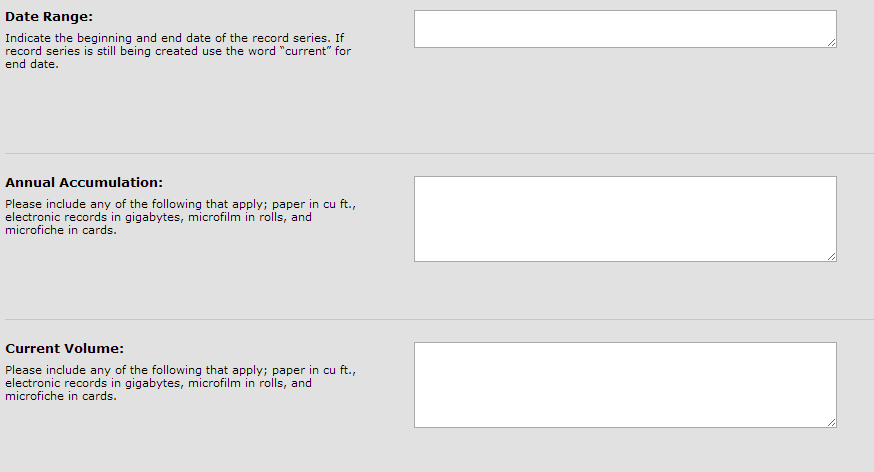 Date Range:
Indicate the beginning and end date of the record series. If
record series is still being created use the word “current” for
end date.
Annual Accumulation:
Please include any of the following that apply; paper in cu ft.,
electronic records in gigabytes, microfilm in rolls, and
microfiche in cards.
Current Volume:
Please include any of the following that apply; paper in cu ft.,
electronic records in gigabytes, microfilm in rolls, and
microfiche in cards.